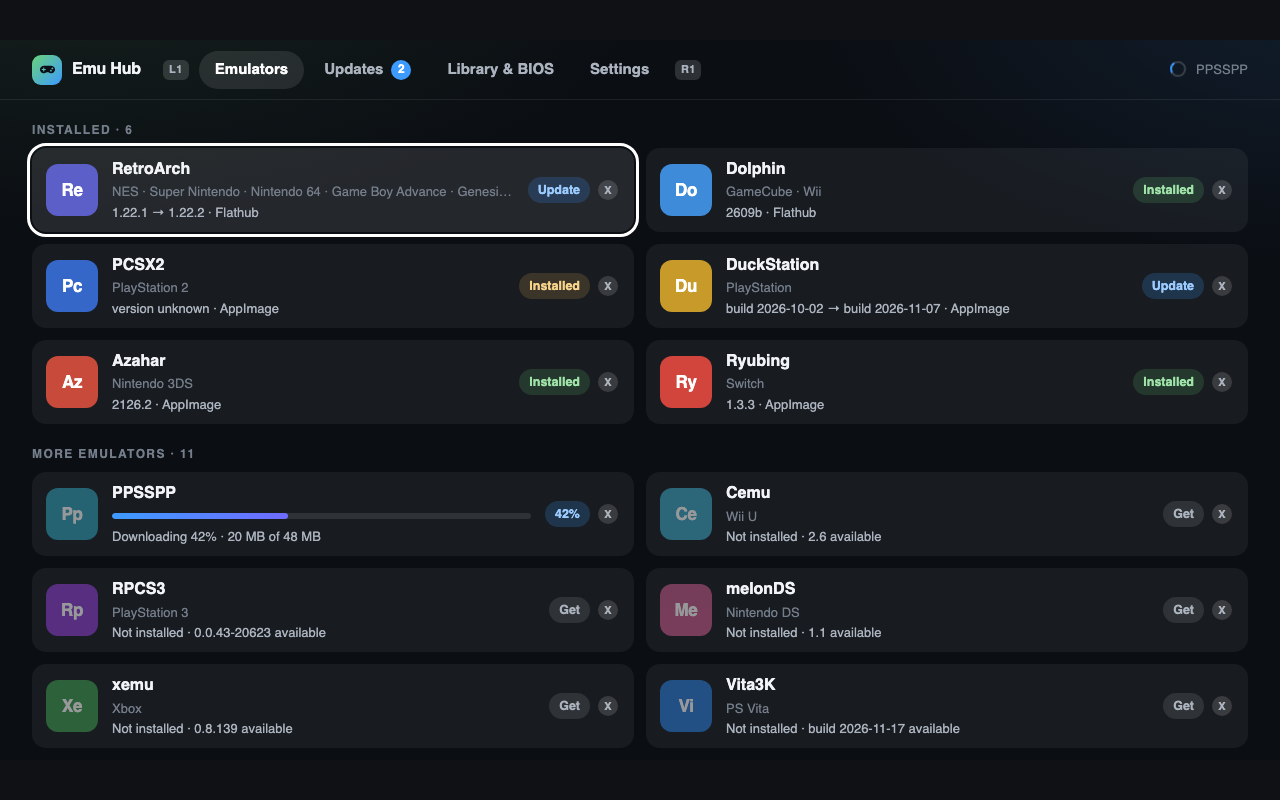 Emu Hub L1 Emulators Updates 2 Library & BIOS Settings R1 PPSSPP
INSTALLED · 6
Re
RetroArch
NES · Super Nintendo · Nintendo 64 · Game Boy Advance · Genesi...
1.22.1 → 1.22.2 · Flathub
Update X
Do
Dolphin
GameCube · Wii
2609b · Flathub
Installed X
Pc
PCSX2
PlayStation 2
version unknown · AppImage
Installed X
Du
DuckStation
PlayStation
build 2026-10-02 → build 2026-11-07 · AppImage
Update X
Az
Azahar
Nintendo 3DS
2126.2 · AppImage
Installed X
Ry
Ryubing
Switch
1.3.3 · AppImage
Installed X
MORE EMULATORS · 11
Pp
PPSSPP
Downloading 42% · 20 MB of 48 MB
42% X
Ce
Cemu
Wii U
Not installed · 2.6 available
Get X
Rp
RPCS3
PlayStation 3
Not installed · 0.0.43-20623 available
Get X
Me
melonDS
Nintendo DS
Not installed · 1.1 available
Get X
Xe
xemu
Xbox
Not installed · 0.8.139 available
Get X
Vi
Vita3K
PS Vita
Not installed · build 2026-11-17 available
Get X